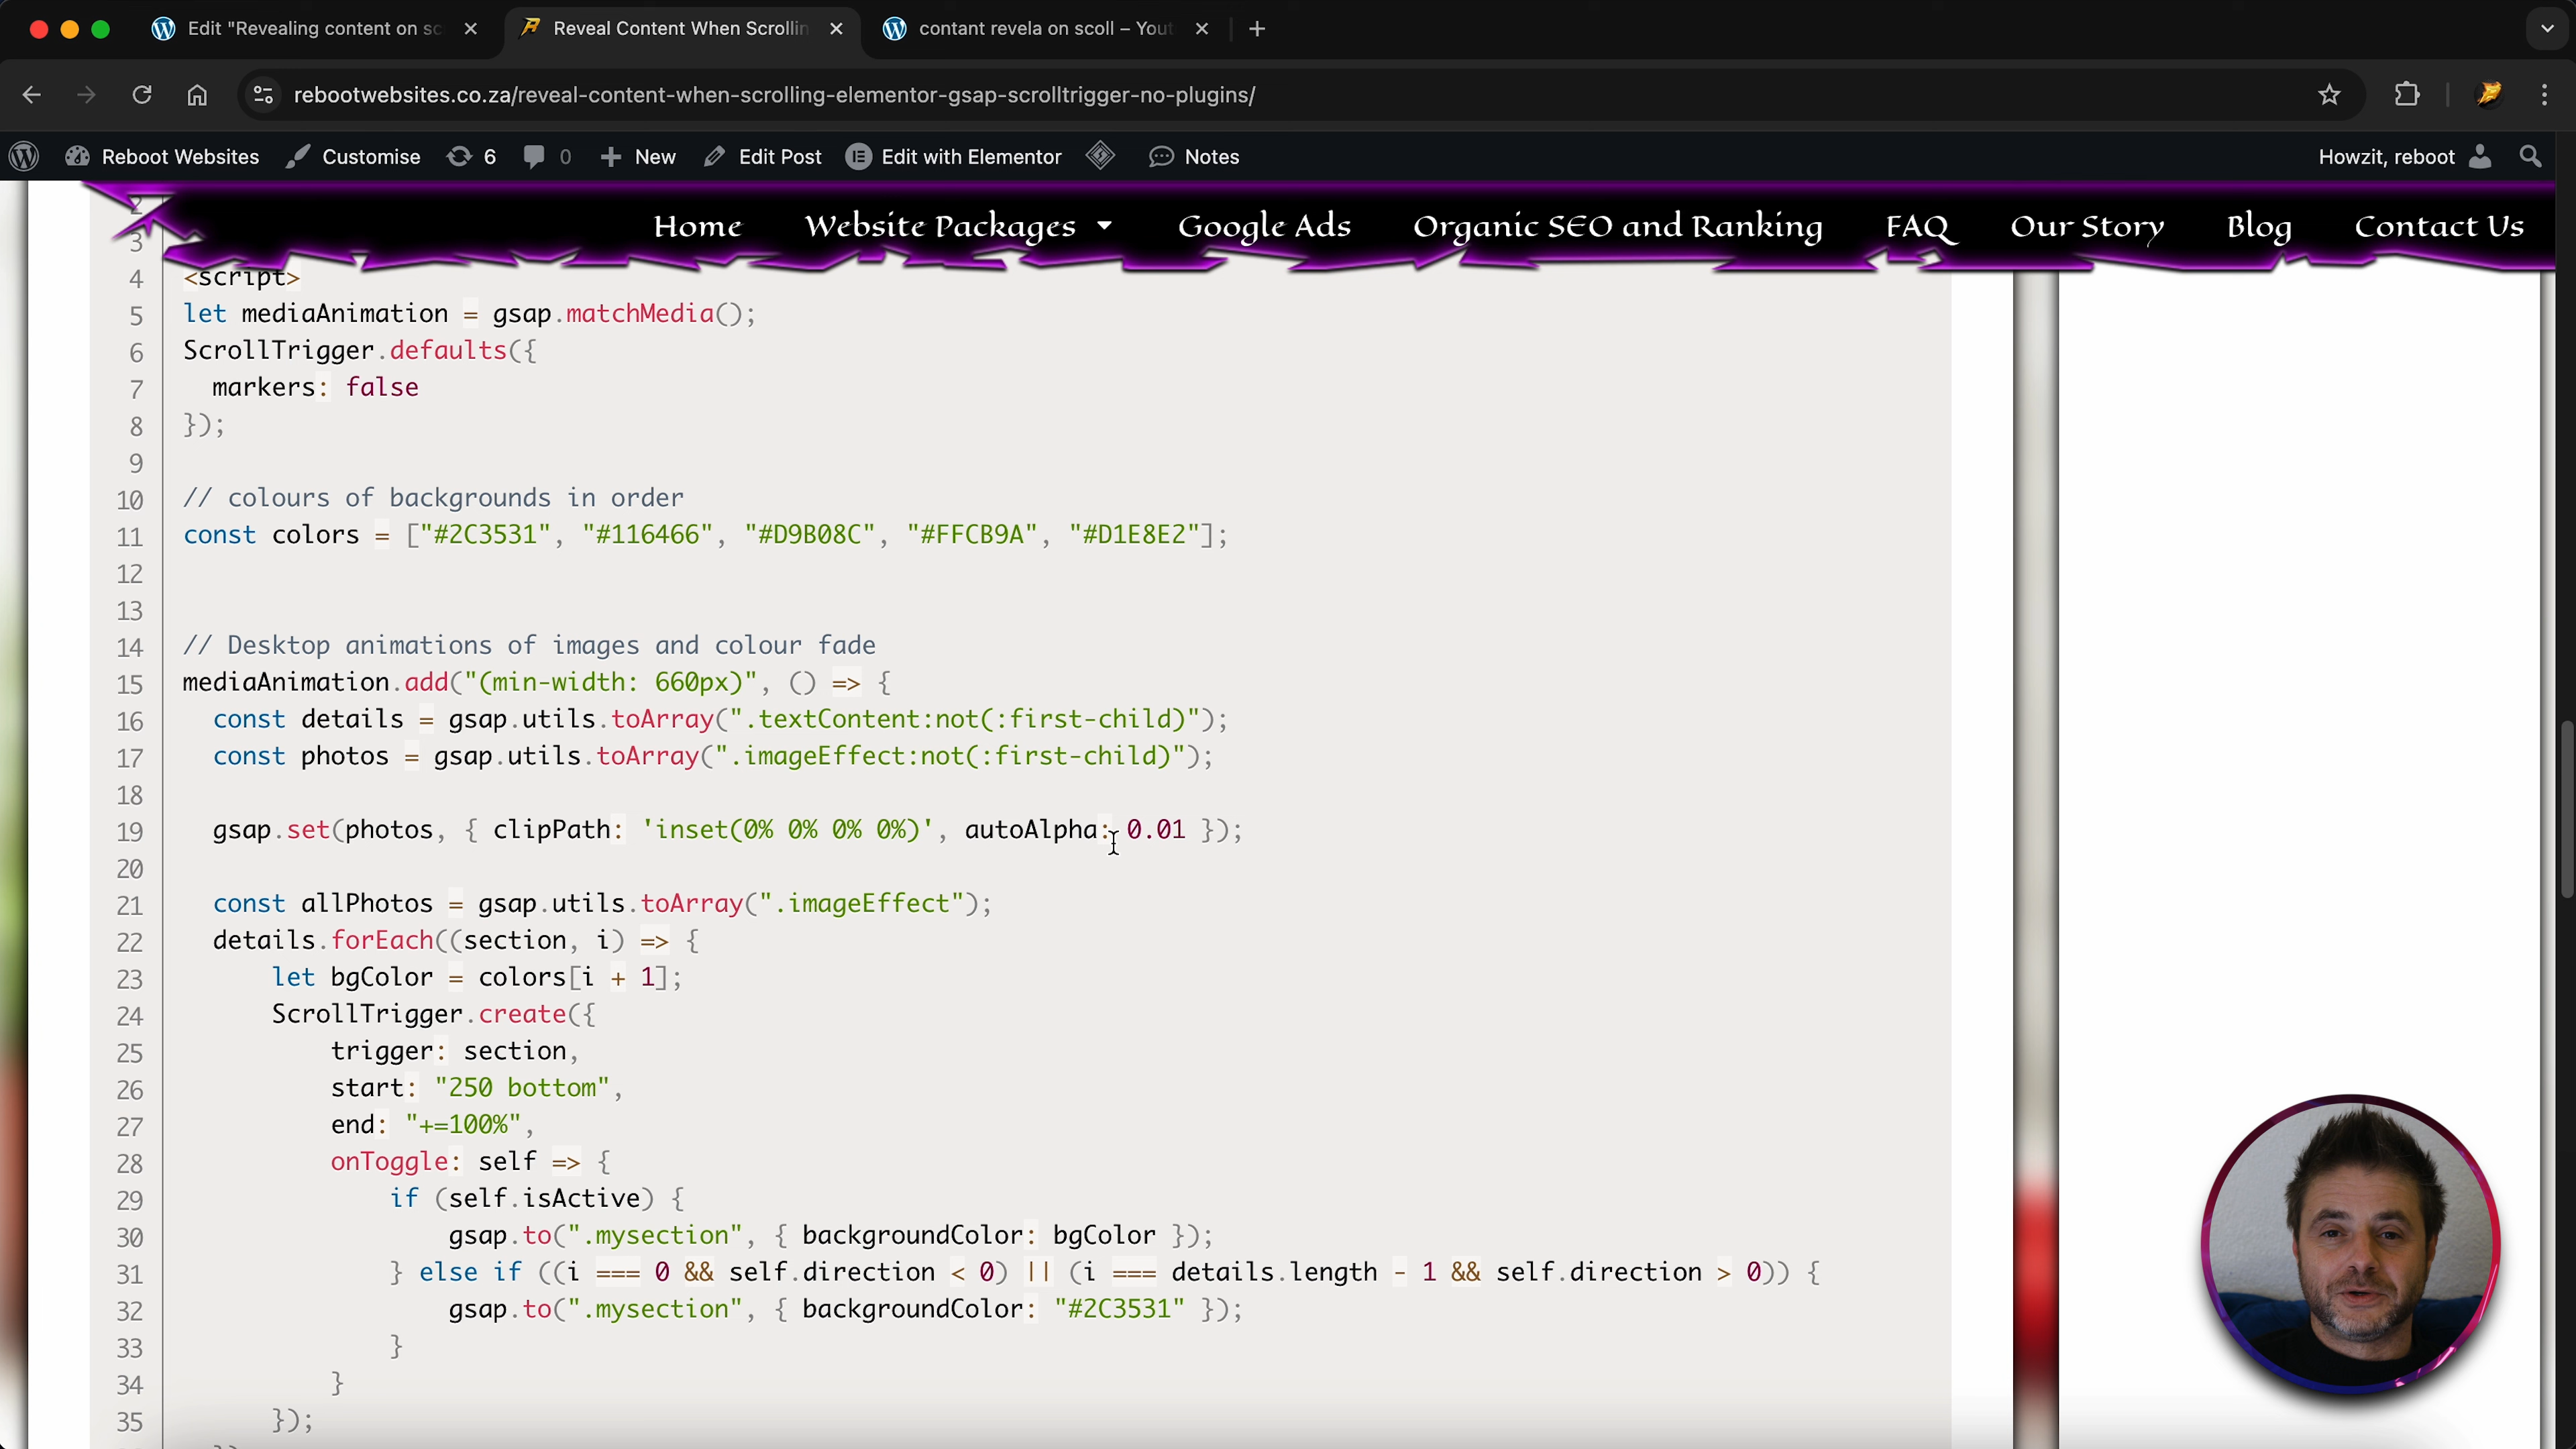 Edit "Revealing content on sc
Reveal Content When Scrollin
contant revela on scoll – Yout
rebootwebsites.co.za/reveal-content-when-scrolling-elementor-gsap-scrolltrigger-no-plugins/
Reboot Websites Customise 6 0 New Edit Post Edit with Elementor Notes Howzit, reboot
Home Website Packages Google Ads Organic SEO and Ranking FAQ Our Story Blog Contact Us
2
3
4 <script>
5 let mediaAnimation = gsap.matchMedia();
6 ScrollTrigger.defaults({
7   markers: false
8 });
9
10 // colours of backgrounds in order
11 const colors = ["#2C3531", "#116466", "#D9B08C", "#FFCB9A", "#D1E8E2"];
12
13
14 // Desktop animations of images and colour fade
15 mediaAnimation.add("(min-width: 660px)", () => {
16   const details = gsap.utils.toArray(".textContent:not(:first-child)");
17   const photos = gsap.utils.toArray(".imageEffect:not(:first-child)");
18
19   gsap.set(photos, { clipPath: 'inset(0% 0% 0% 0%)', autoAlpha: 0.01 });
20
21   const allPhotos = gsap.utils.toArray(".imageEffect");
22   details.forEach((section, i) => {
23       let bgColor = colors[i + 1];
24       ScrollTrigger.create({
25           trigger: section,
26           start: "250 bottom",
27           end: "+=100%",
28           onToggle: self => {
29               if (self.isActive) {
30                   gsap.to(".mysection", { backgroundColor: bgColor });
31               } else if ((i === 0 && self.direction < 0) || (i === details.length - 1 && self.direction > 0)) {
32                   gsap.to(".mysection", { backgroundColor: "#2C3531" });
33               }
34           }
35       });